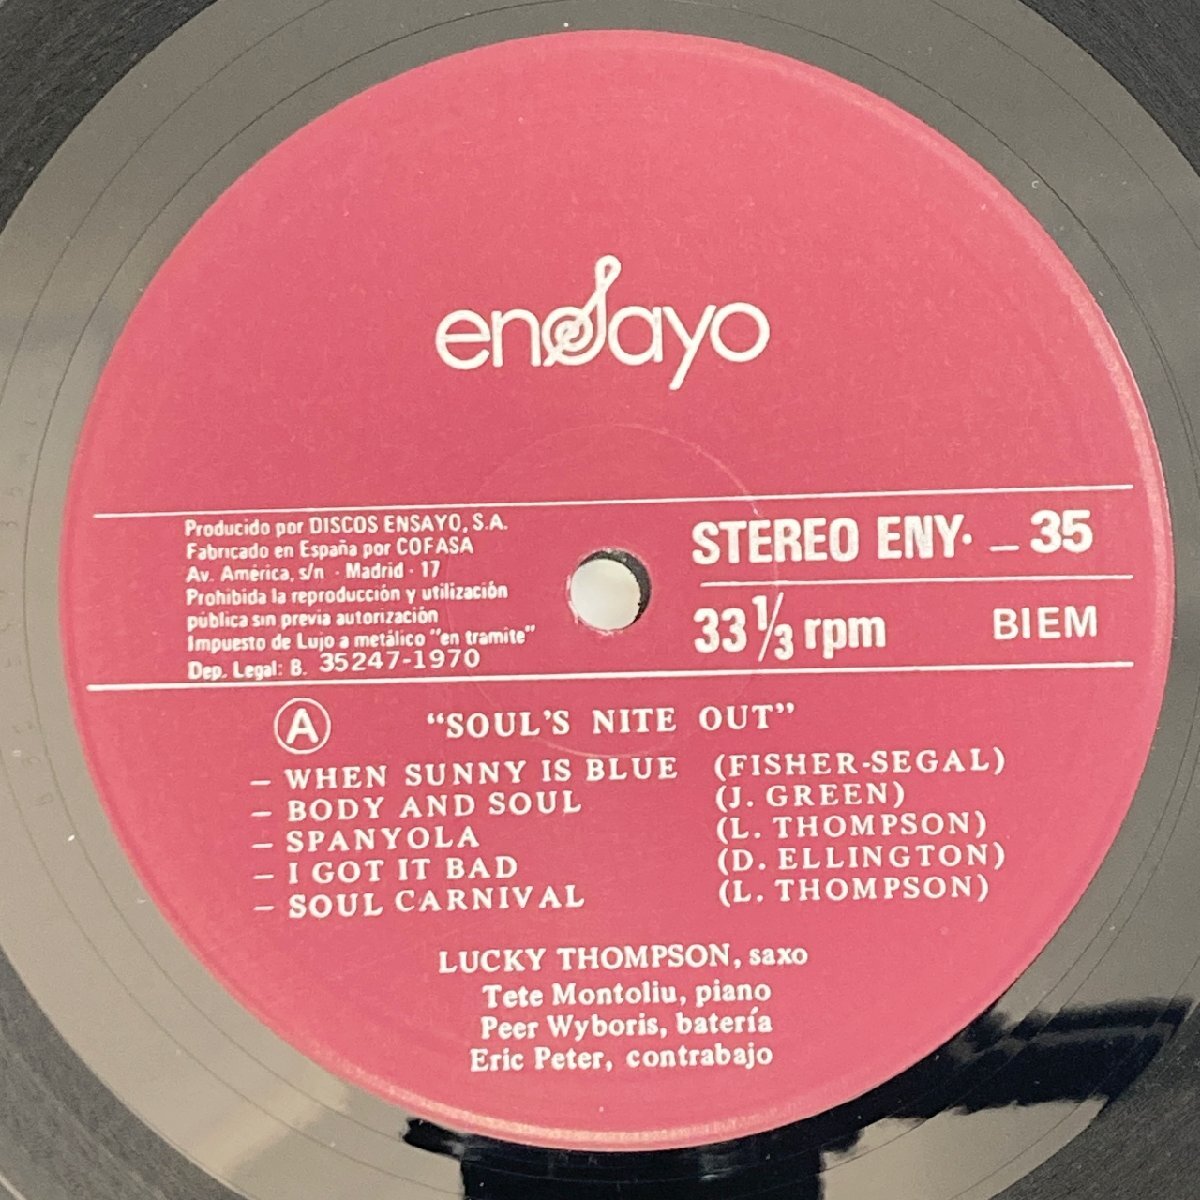 ensayo
Producido por DISCOS ENSAYO, S.A.
Fabricado en España por COFASA
Av. América, s/n · Madrid · 17
Prohibida la reproducción y utilización
pública sin previa autorización
Impuesto de Lujo a metálico "en tramite"
Dep. Legal: B. 35247-1970
STEREO ENY· – 35
33 1/3 rpm BIEM
A "SOUL'S NITE OUT"
– WHEN SUNNY IS BLUE (FISHER-SEGAL)
– BODY AND SOUL (J. GREEN)
– SPANYOLA (L. THOMPSON)
– I GOT IT BAD (D. ELLINGTON)
– SOUL CARNIVAL (L. THOMPSON)
LUCKY THOMPSON, saxo
Tete Montoliu, piano
Peer Wyboris, batería
Eric Peter, contrabajo